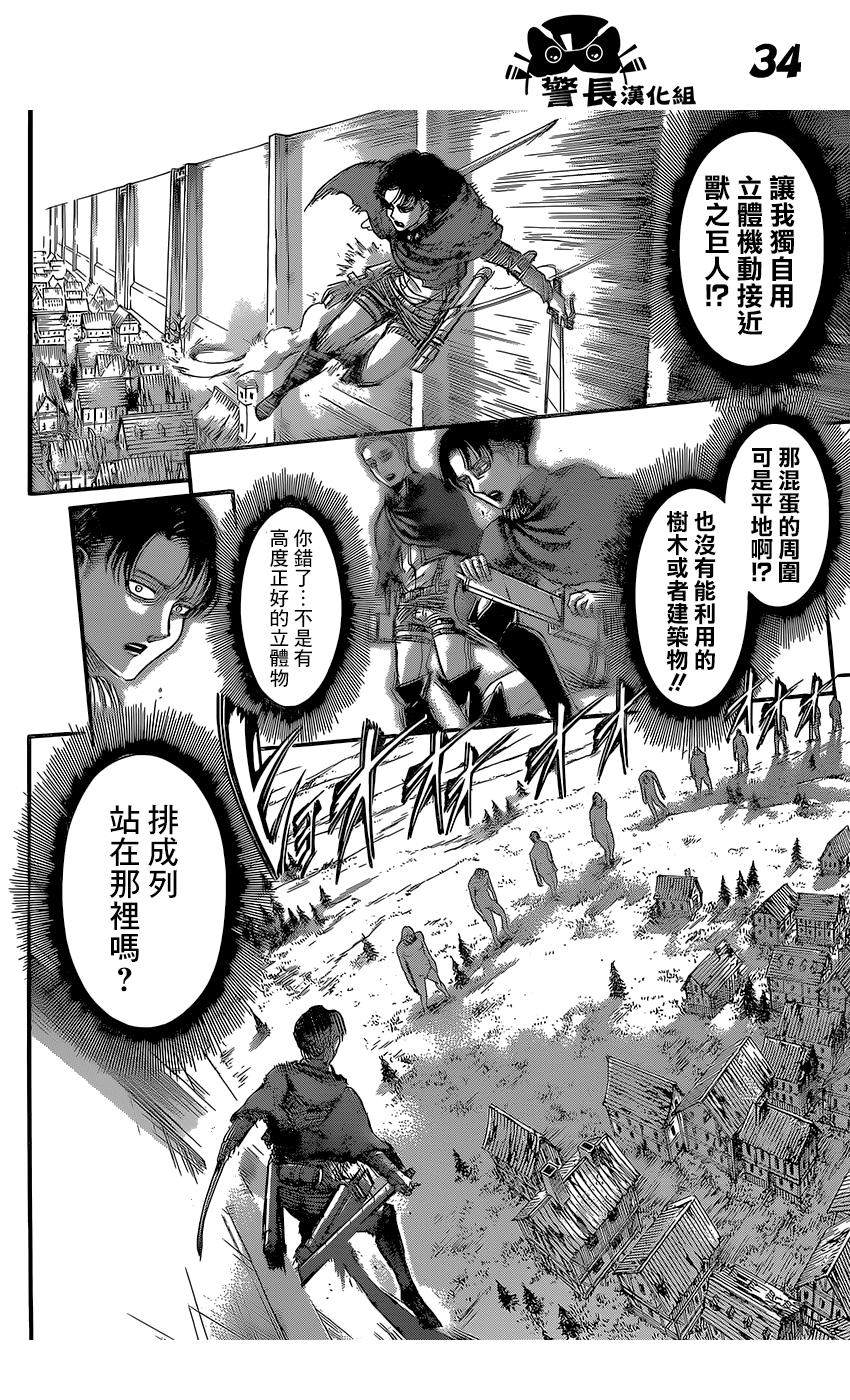 警長漢化組
34
讓我獨自用
立體機動接近
獸之巨人!?
那混蛋的周圍
可是平地啊!?
也沒有能利用的
樹木或者建築物!!
你錯了…不是有
高度正好的立體物
排成列
站在那裡嗎?